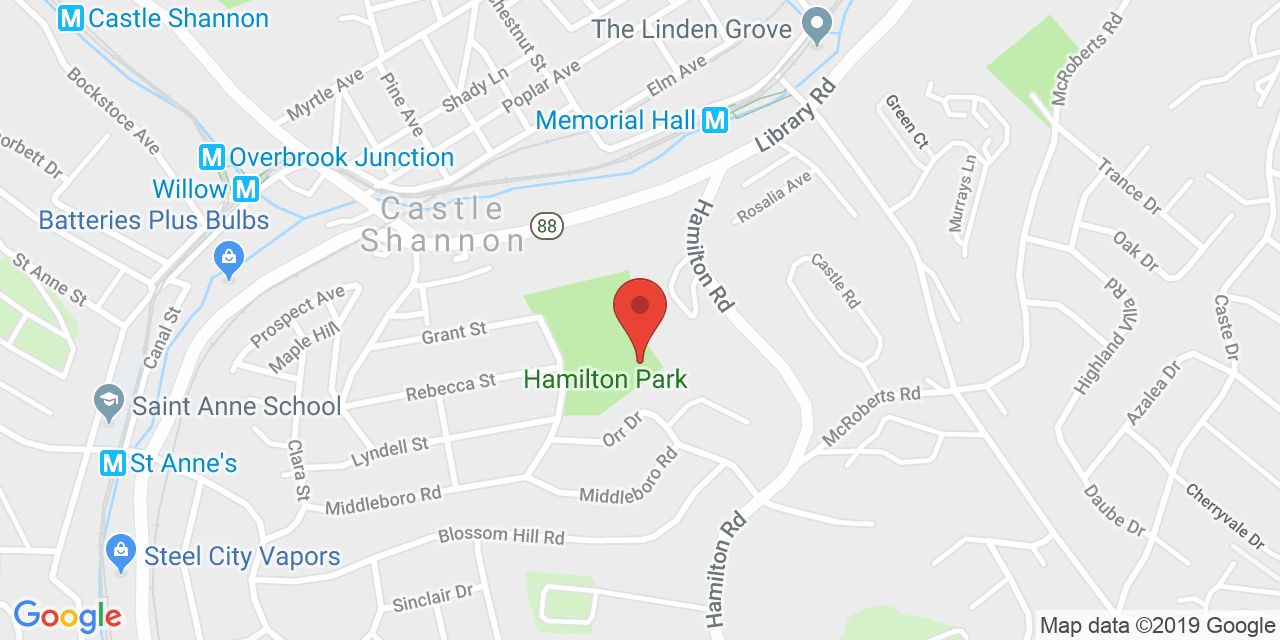 Castle Shannon
The Linden Grove
McRoberts Rd
Chestnut St
Bockstoce Ave
Myrtle Ave
Pine Ave
Shady Ln
Poplar Ave
Elm Ave
Memorial Hall
Library Rd
Green Ct
Murrays Ln
Trance Dr
orbett Dr
Overbrook Junction
Willow
Batteries Plus Bulbs
Castle
Shannon
88
Rosalia Ave
Hamilton Rd
Oak Dr
Castle Rd
St Anne St
Canal St
Prospect Ave
Maple Hill
Grant St
Highland Villa Rd
Caste Dr
Rebecca St
Hamilton Park
Azalea Dr
Saint Anne School
McRoberts Rd
Orr Dr
Lyndell St
Clara St
St Anne's
Middleboro Rd
Middleboro Rd
Daube Dr
Cherryvale Dr
Blossom Hill Rd
Hamilton Rd
Steel City Vapors
Sinclair Dr
Google
Map data ©2019 Google